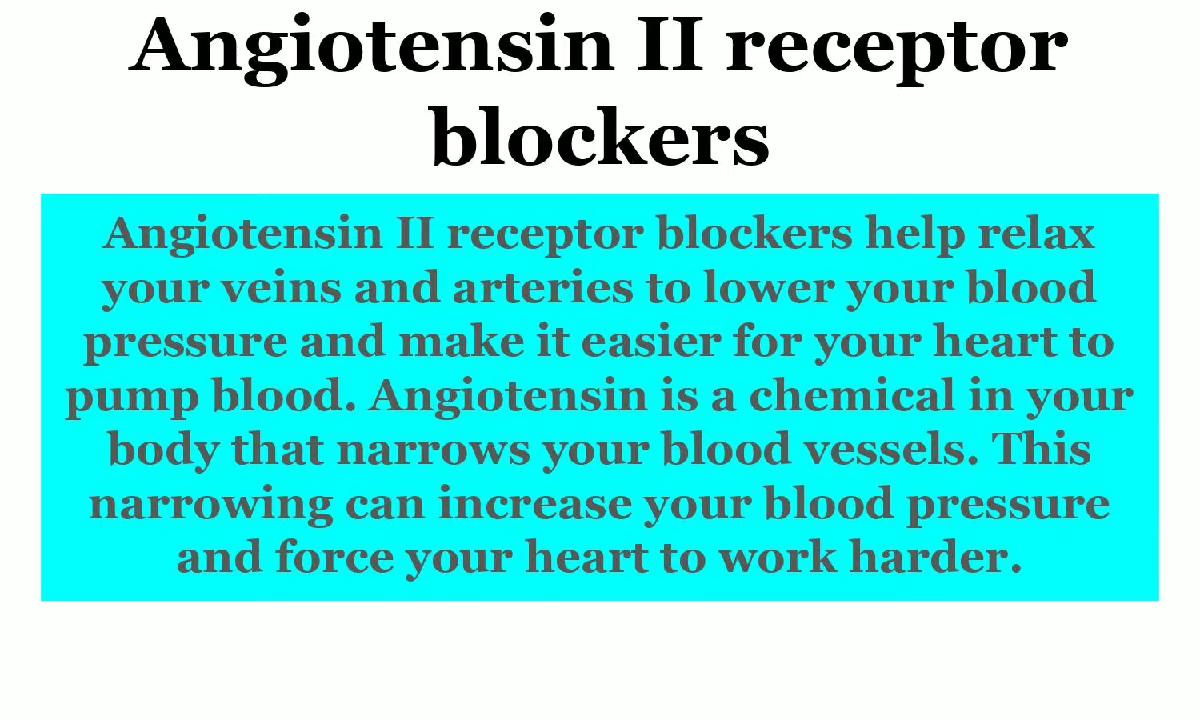 Angiotensin II receptor
blockers
Angiotensin II receptor blockers help relax
your veins and arteries to lower your blood
pressure and make it easier for your heart to
pump blood. Angiotensin is a chemical in your
body that narrows your blood vessels. This
narrowing can increase your blood pressure
and force your heart to work harder.